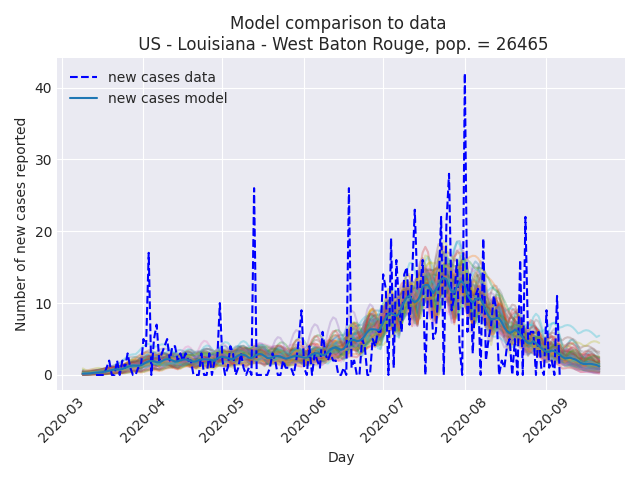 Model comparison to data
US - Louisiana - West Baton Rouge, pop. = 26465
new cases data
new cases model
Number of new cases reported
40
30
20
10
0
2020-03
2020-04
2020-05
2020-06
2020-07
2020-08
2020-09
Day